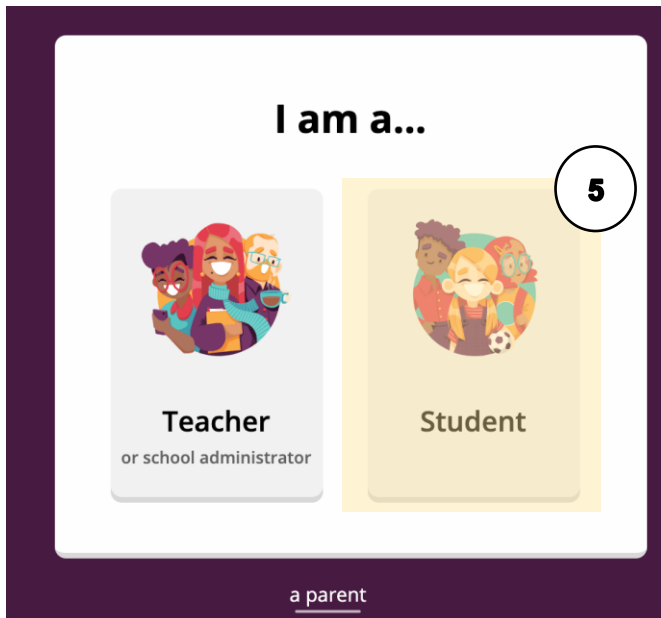 I am a...
5
Teacher
Student
or school administrator
a parent